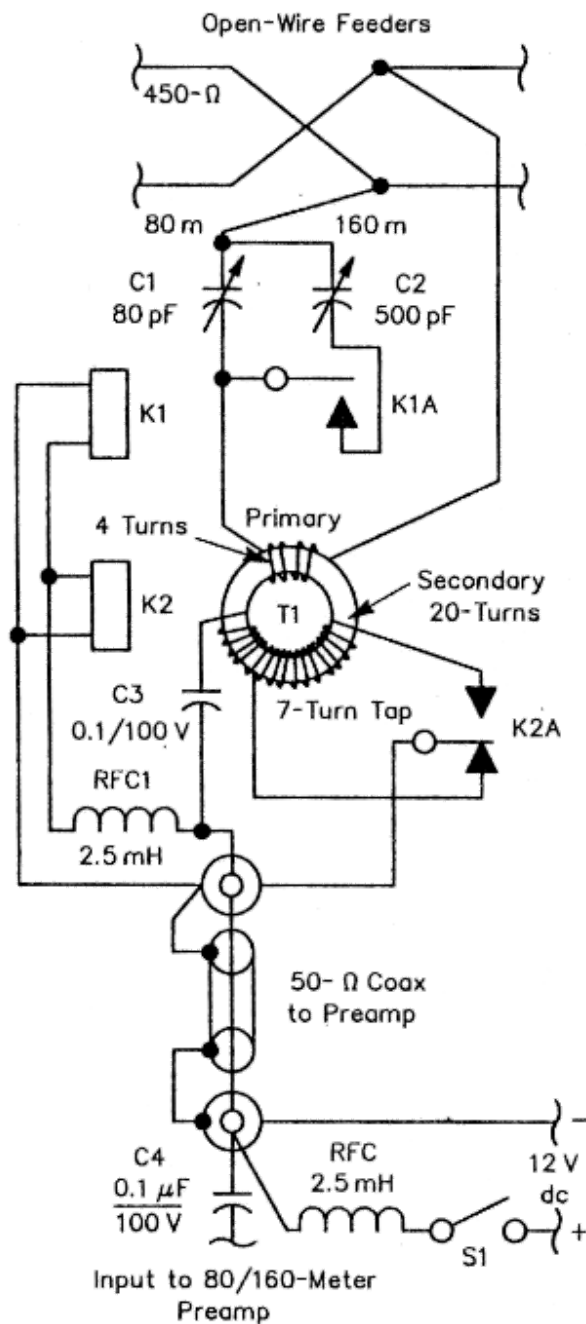 Open-Wire Feeders
450-Ω
80 m
160 m
C1
80 pF
C2
500 pF
K1
K1A
4 Turns
Primary
K2
T1
Secondary
20-Turns
C3
0.1/100 V
7-Turn Tap
K2A
RFC1
2.5 mH
50- Ω Coax
to Preamp
C4
0.1 µF
100 V
RFC
2.5 mH
–
12 V
dc
+
S1
Input to 80/160-Meter
Preamp